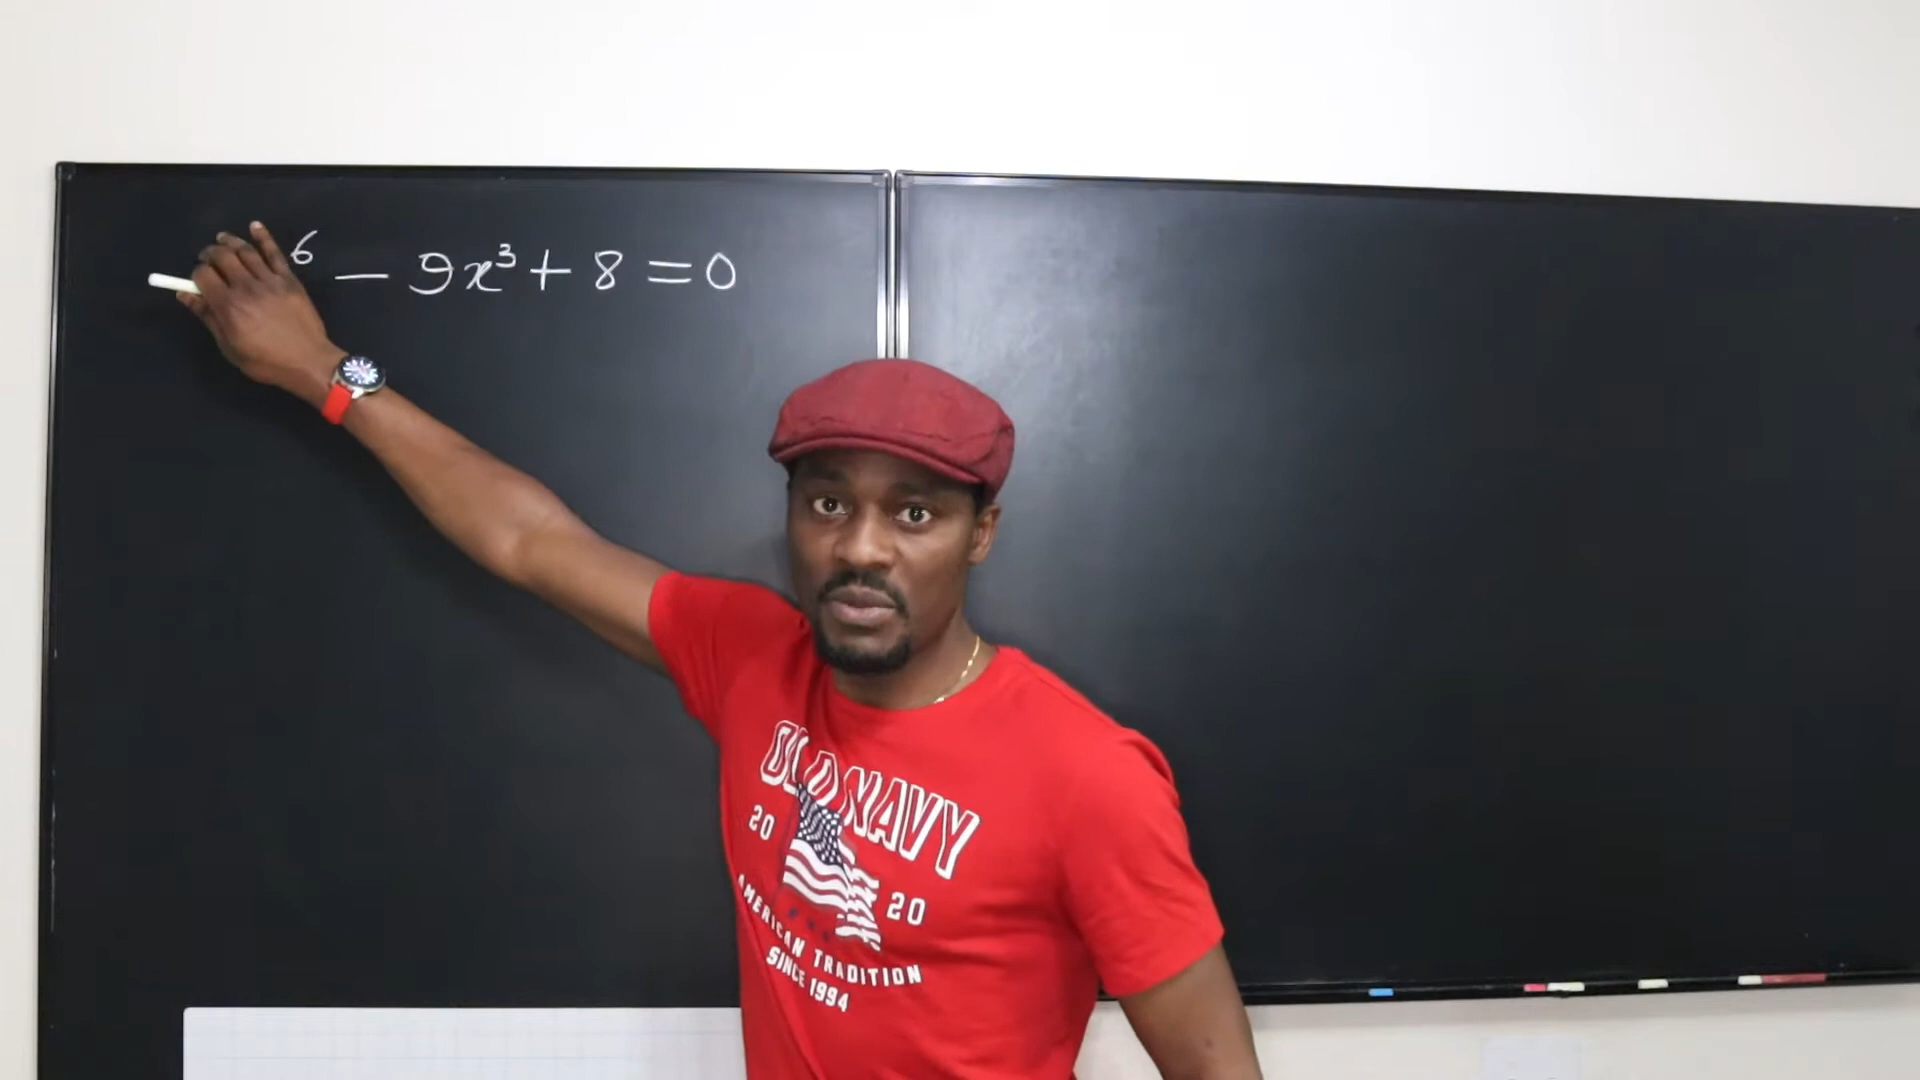 ⁶ − 9x³ + 8 = 0
OLD NAVY
20 20
AMERICAN TRADITION
SINCE 1994